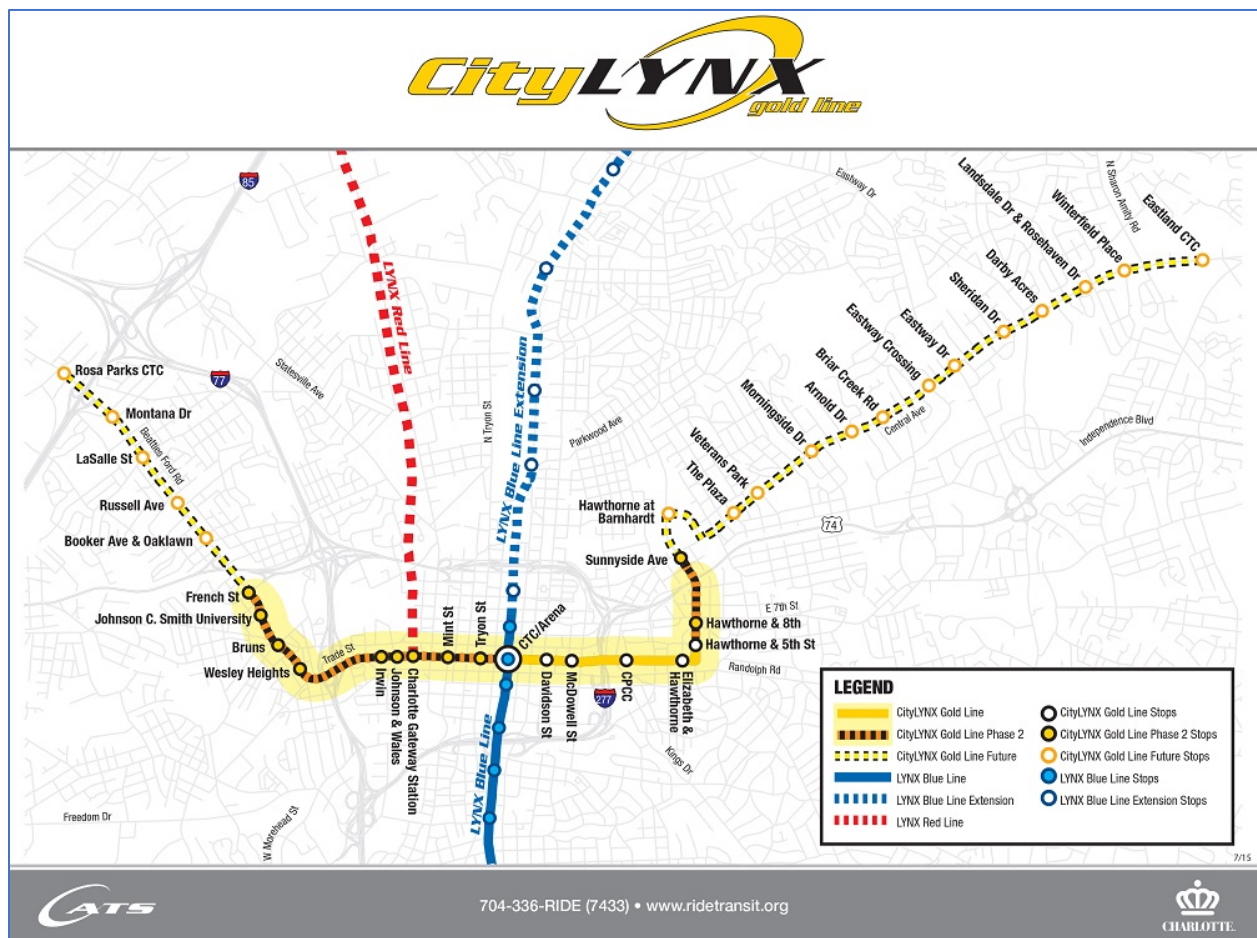 CityLYNX
gold line
85
77
74
277
Eastway Dr
N Sharon Amity Rd
Landsdale Dr & Rosehaven Dr
Winterfield Place
Eastland CTC
Darby Acres
Sheridan Dr
Eastway Dr
Eastway Crossing
Briar Creek Rd
Arnold Dr
Morningside Dr
Central Ave
Independence Blvd
Veterans Park
The Plaza
Hawthorne at
Barnhardt
Sunnyside Ave
LYNX Red Line
LYNX Blue Line Extension
Statesville Ave
N Tryon St
Parkwood Ave
Rosa Parks CTC
Montana Dr
Beatties Ford Rd
LaSalle St
Russell Ave
Booker Ave & Oaklawn
French St
Johnson C. Smith University
Bruns
Wesley Heights
Trade St
Irwin
Johnson & Wales
Charlotte Gateway Station
Mint St
Tryon St
CTC/Arena
Davidson St
McDowell St
CPCC
Elizabeth &
Hawthorne
E 7th St
Hawthorne & 8th
Hawthorne & 5th St
Randolph Rd
Kings Dr
LYNX Blue Line
Freedom Dr
W Morehead St
LEGEND
CityLYNX Gold Line
CityLYNX Gold Line Phase 2
CityLYNX Gold Line Future
LYNX Blue Line
LYNX Blue Line Extension
LYNX Red Line
CityLYNX Gold Line Stops
CityLYNX Gold Line Phase 2 Stops
CityLYNX Gold Line Future Stops
LYNX Blue Line Stops
LYNX Blue Line Extension Stops
7/15
CATS
704-336-RIDE (7433) • www.ridetransit.org
CHARLOTTE.